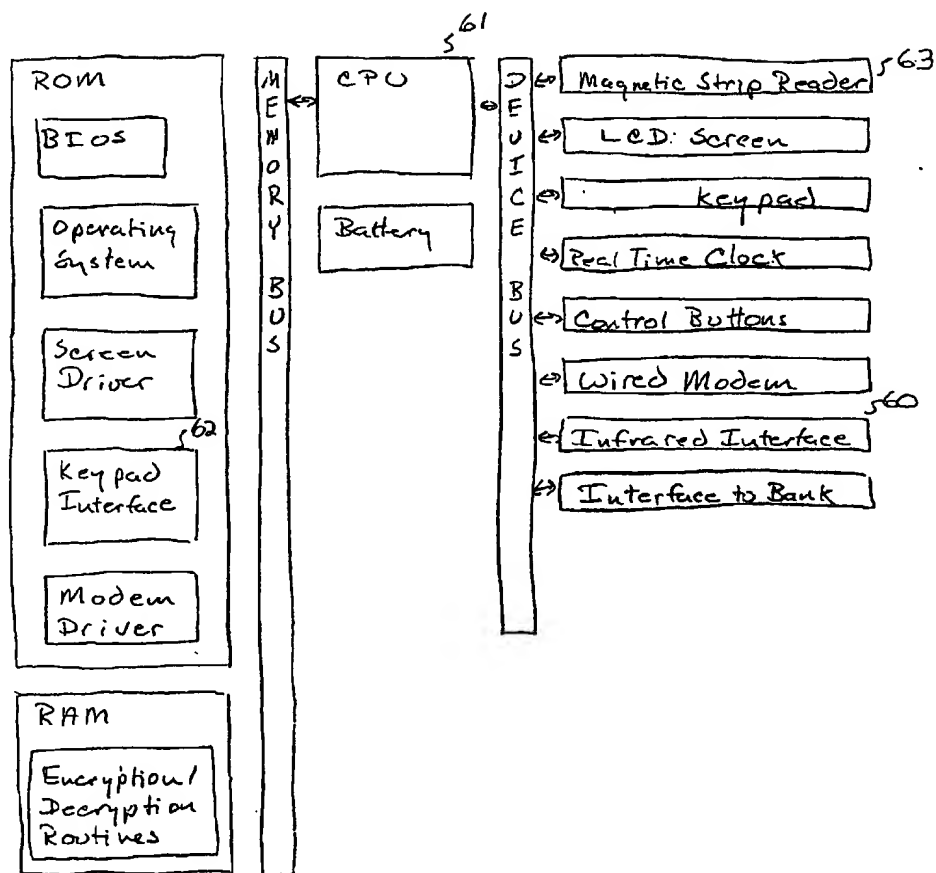 ROM
BIOS
Operating
System
Screen
Driver
62
Keypad
Interface
Modem
Driver
RAM
Encryption/
Decryption
Routines
MEMORY BUS
61
CPU
Battery
DEVICE BUS
63
Magnetic Strip Reader
LCD: Screen
Keypad
Real Time Clock
Control Buttons
Wired Modem
60
Infrared Interface
Interface to Bank